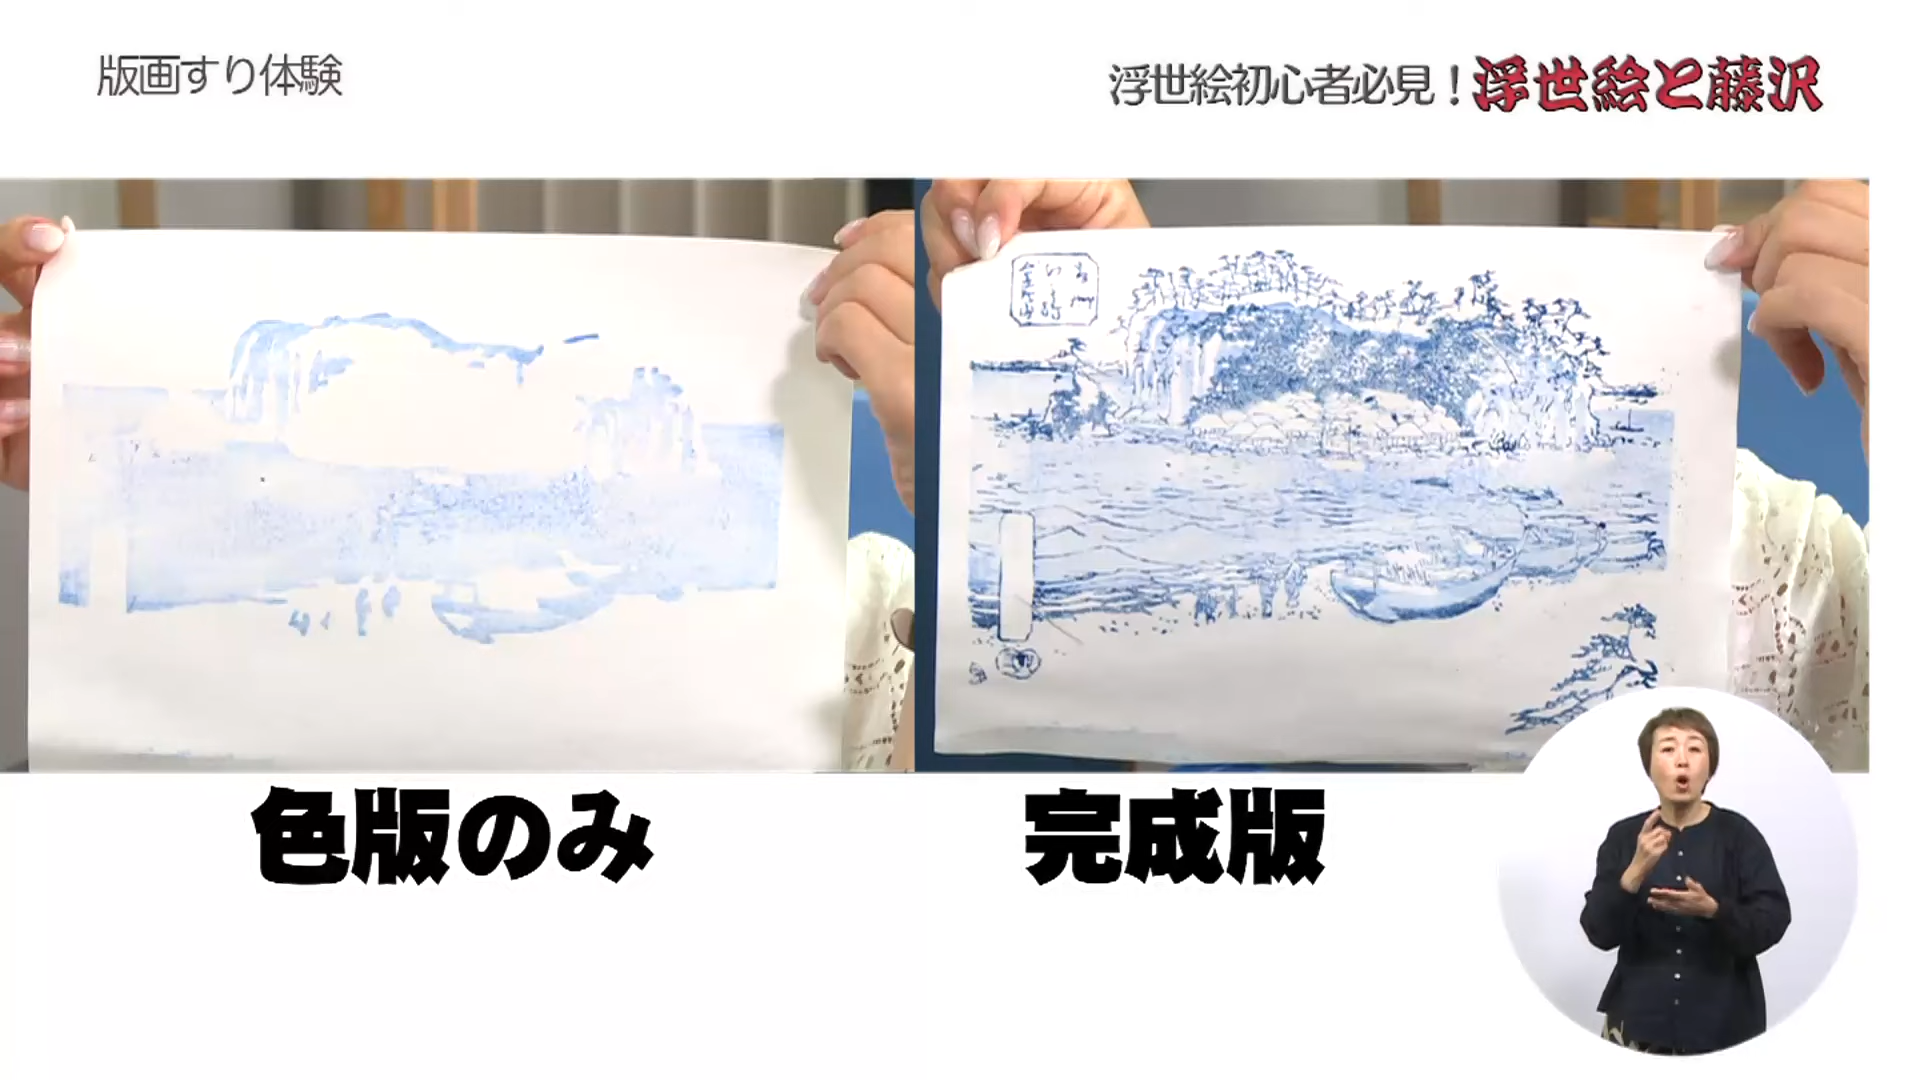 版画すり体験
浮世絵初心者必見！浮世絵と藤沢
色版のみ
完成版